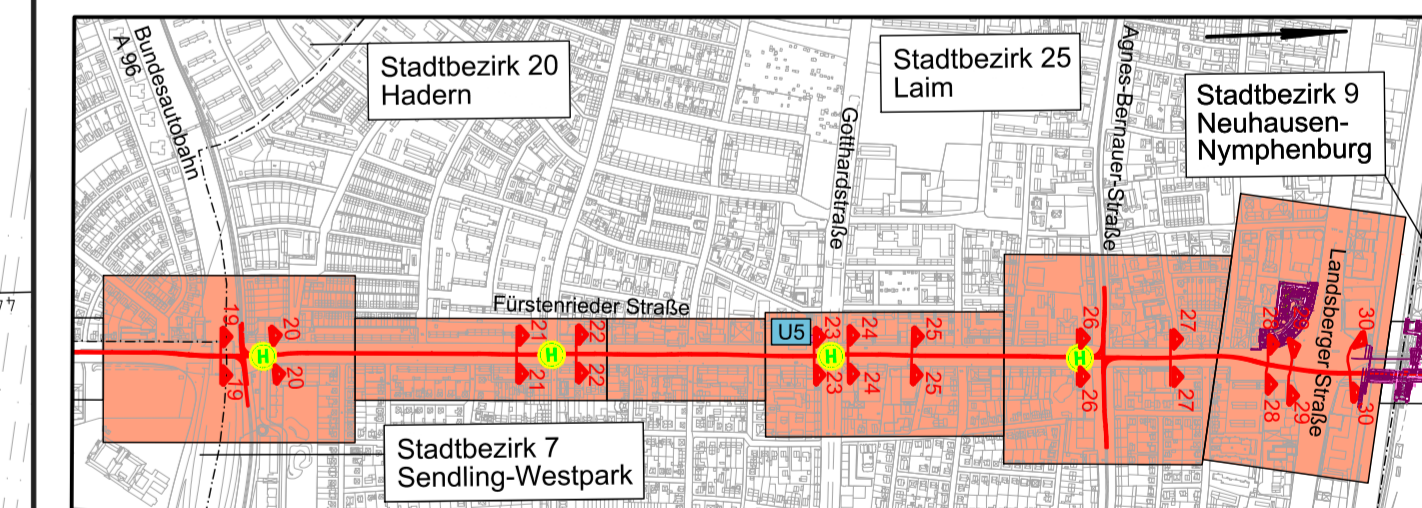 Bundesautobahn
A 96
Stadtbezirk 20
Hadern
Stadtbezirk 25
Laim
Gotthardstraße
Agnes-Bernauer-Straße
Stadtbezirk 9
Neuhausen-
Nymphenburg
Fürstenrieder Straße
Landsberger Straße
U5
19
20
21
22
23
24
25
26
27
28
29
30
H
H
H
H
19
20
21
22
23
24
25
26
27
28
29
30
Stadtbezirk 7
Sendling-Westpark